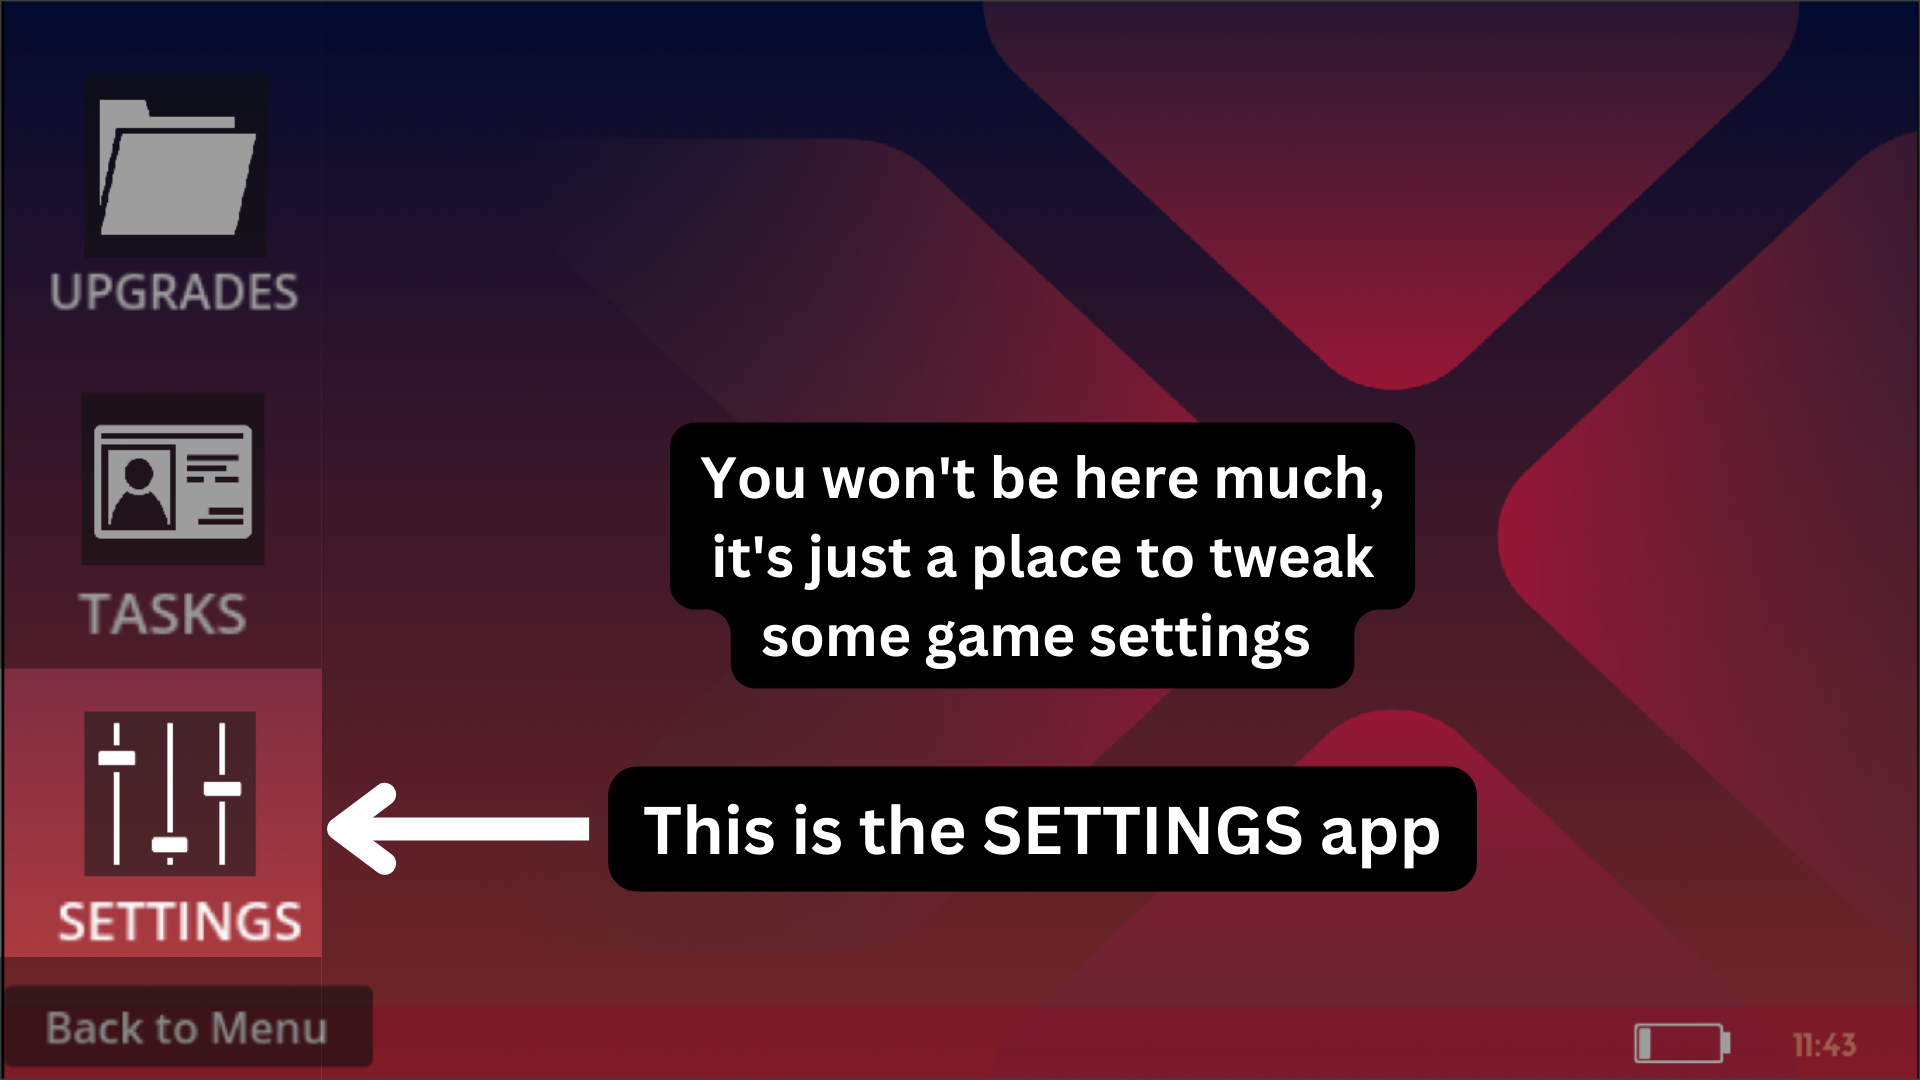 UPGRADES
TASKS
You won't be here much,
it's just a place to tweak
some game settings
This is the SETTINGS app
SETTINGS
Back to Menu
11:43